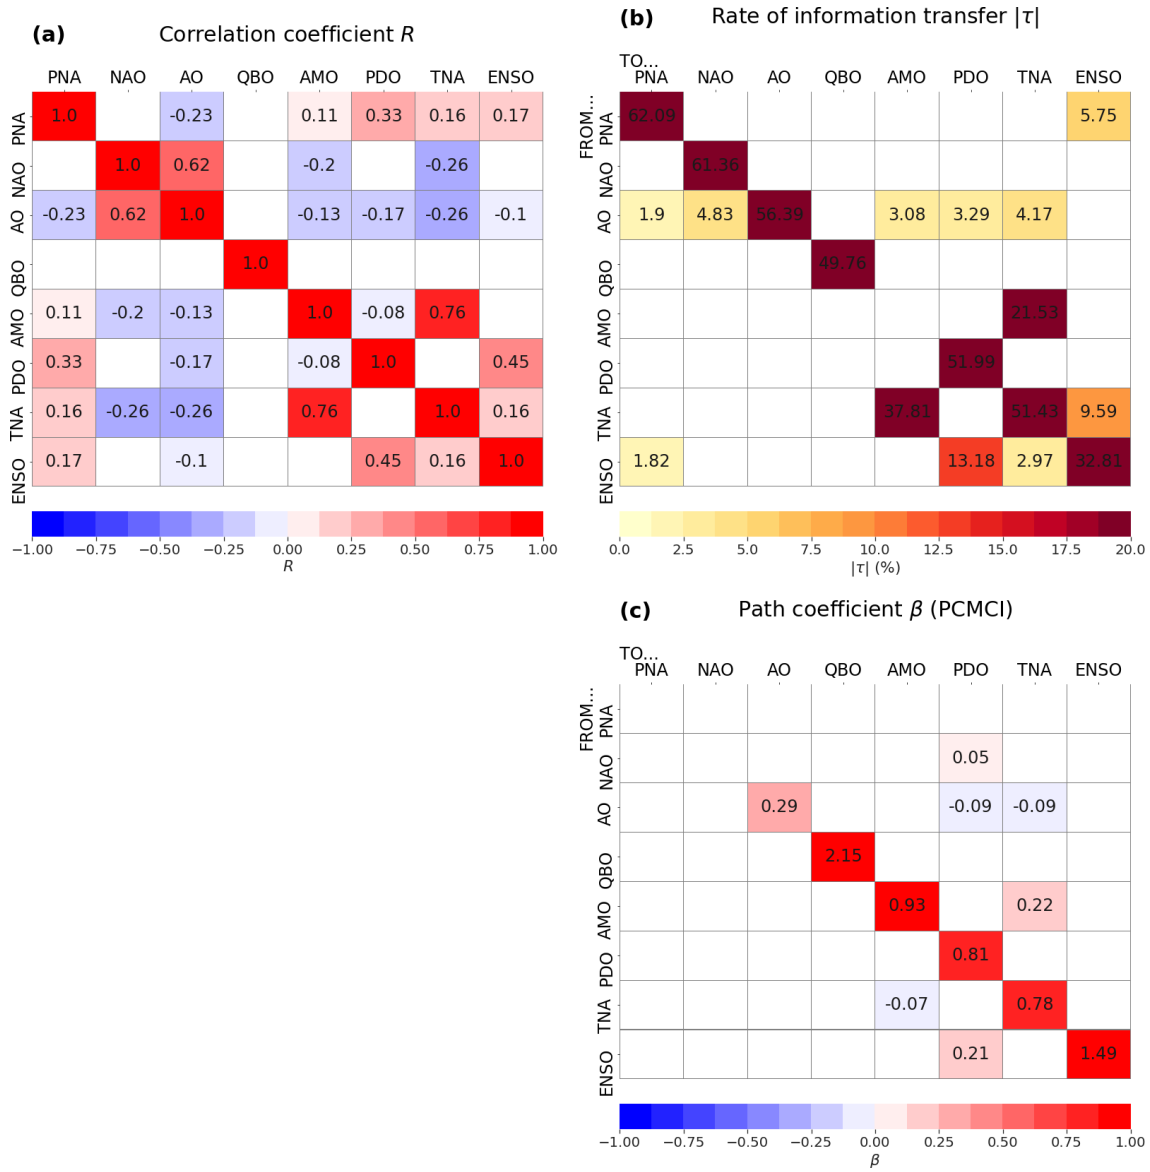 (a) Correlation coefficient R
PNA NAO AO QBO AMO PDO TNA ENSO
PNA 1.0 -0.23 0.11 0.33 0.16 0.17
NAO 1.0 0.62 -0.2 -0.26
AO -0.23 0.62 1.0 -0.13 -0.17 -0.26 -0.1
QBO 1.0
AMO 0.11 -0.2 -0.13 1.0 -0.08 0.76
PDO 0.33 -0.17 -0.08 1.0 0.45
TNA 0.16 -0.26 -0.26 0.76 1.0 0.16
ENSO 0.17 -0.1 0.45 0.16 1.0
−1.00 −0.75 −0.50 −0.25 0.00 0.25 0.50 0.75 1.00
R
(b) Rate of information transfer |τ|
TO...
PNA NAO AO QBO AMO PDO TNA ENSO
FROM...
PNA 62.09 5.75
NAO 61.36
AO 1.9 4.83 56.39 3.08 3.29 4.17
QBO 49.76
AMO 21.53
PDO 51.99
TNA 37.81 51.43 9.59
ENSO 1.82 13.18 2.97 32.81
0.0 2.5 5.0 7.5 10.0 12.5 15.0 17.5 20.0
|τ| (%)
(c) Path coefficient β (PCMCI)
TO...
PNA NAO AO QBO AMO PDO TNA ENSO
FROM...
PNA
NAO 0.05
AO 0.29 -0.09 -0.09
QBO 2.15
AMO 0.93 0.22
PDO 0.81
TNA -0.07 0.78
ENSO 0.21 1.49
−1.00 −0.75 −0.50 −0.25 0.00 0.25 0.50 0.75 1.00
β